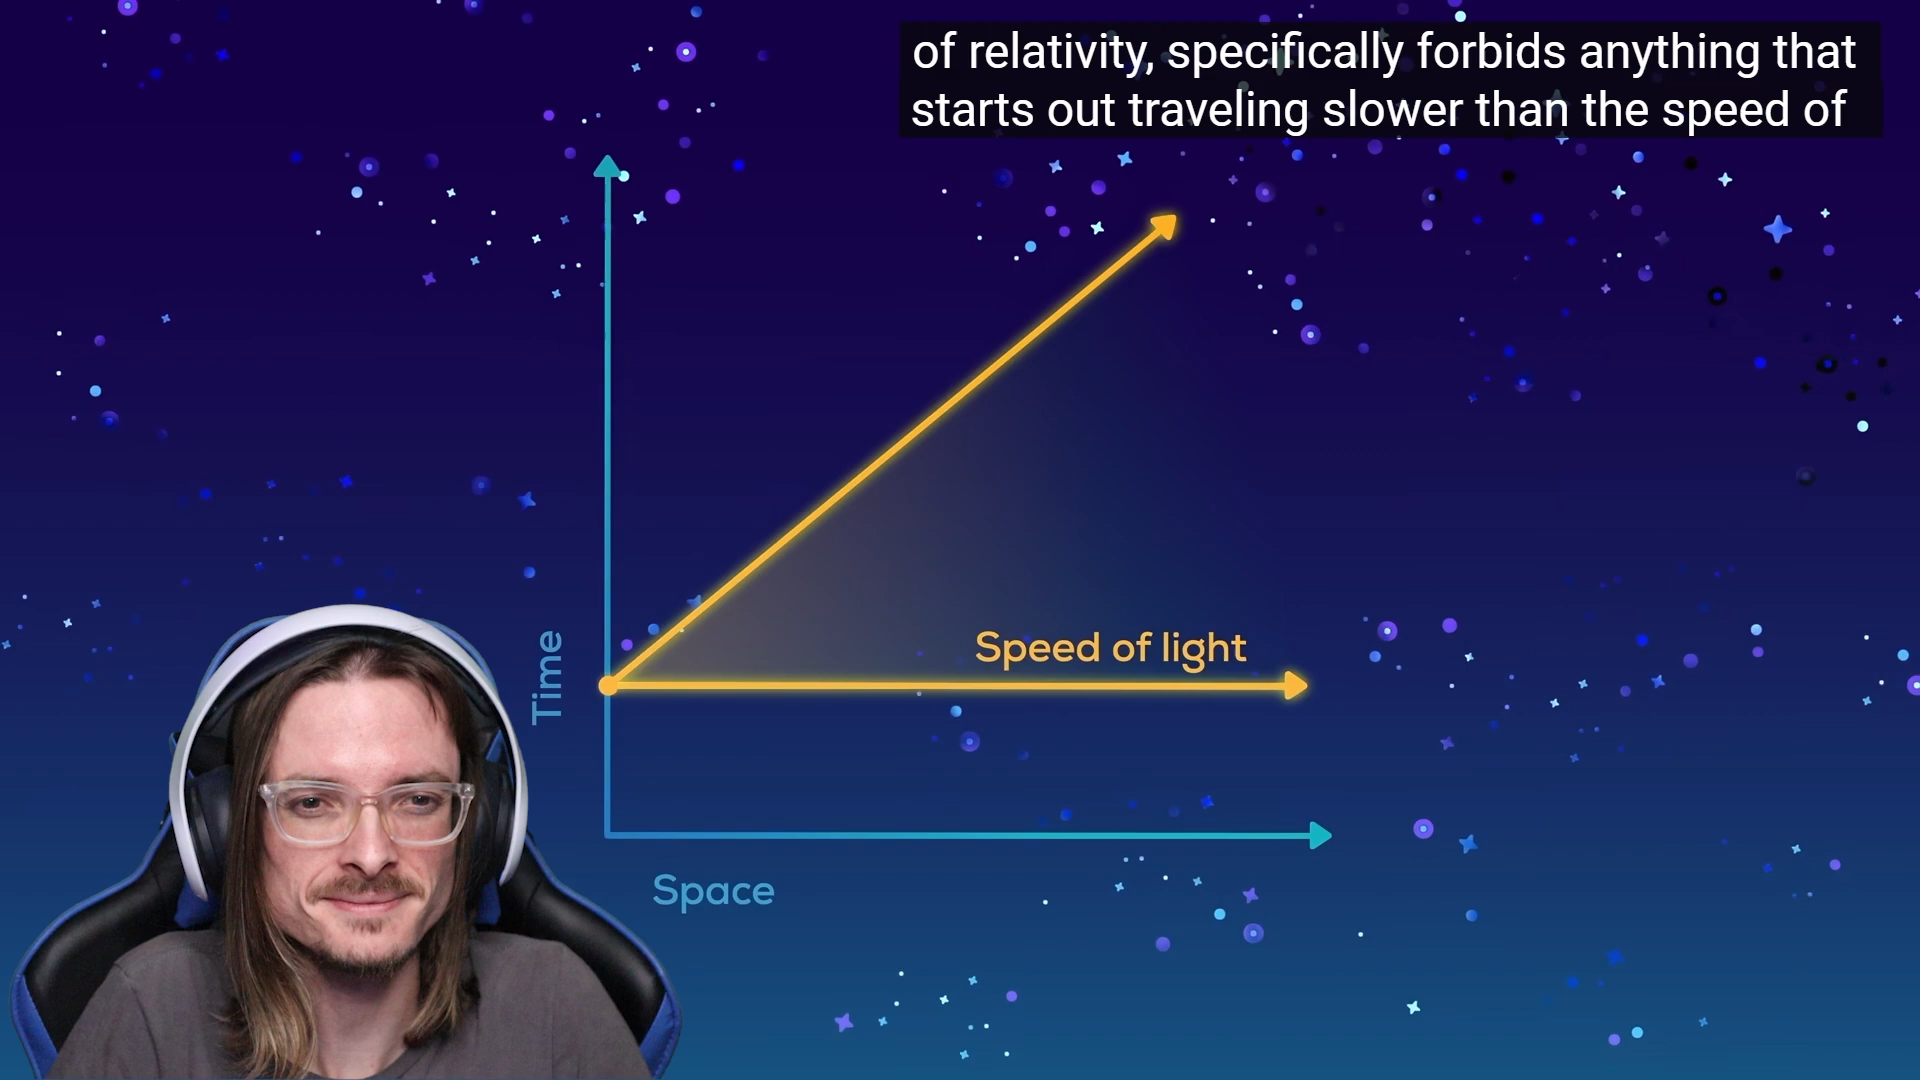 of relativity, specifically forbids anything that
starts out traveling slower than the speed of
Speed of light
Time
Space